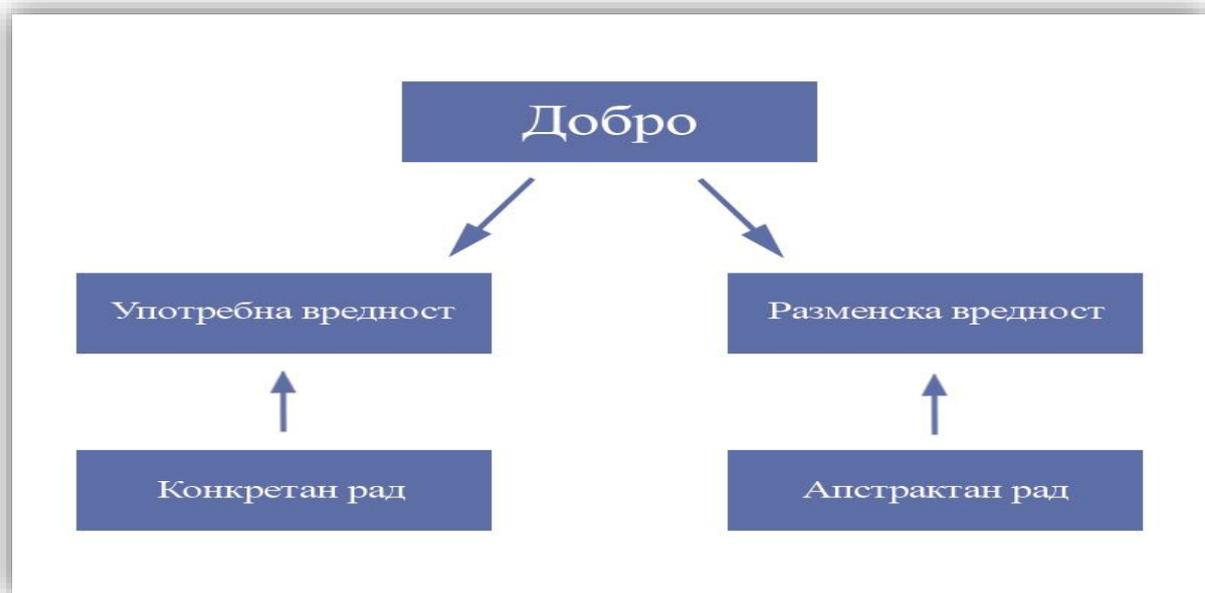 Добро
Употребна вредност
Разменска вредност
Конкретан рад
Апстрактан рад